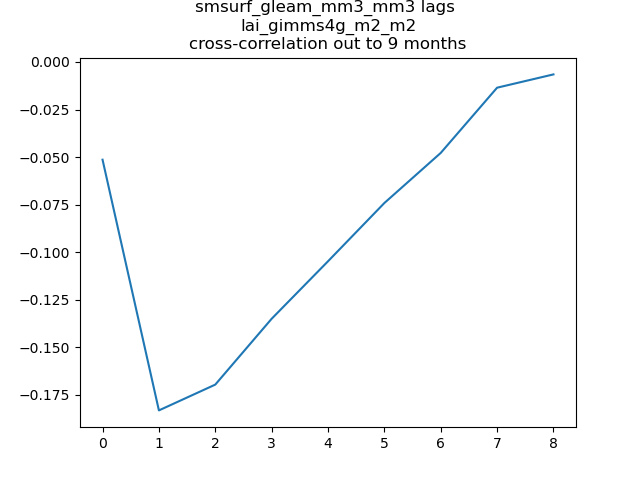 smsurf_gleam_mm3_mm3 lags
lai_gimms4g_m2_m2
cross-correlation out to 9 months
0.000
−0.025
−0.050
−0.075
−0.100
−0.125
−0.150
−0.175
0 1 2 3 4 5 6 7 8